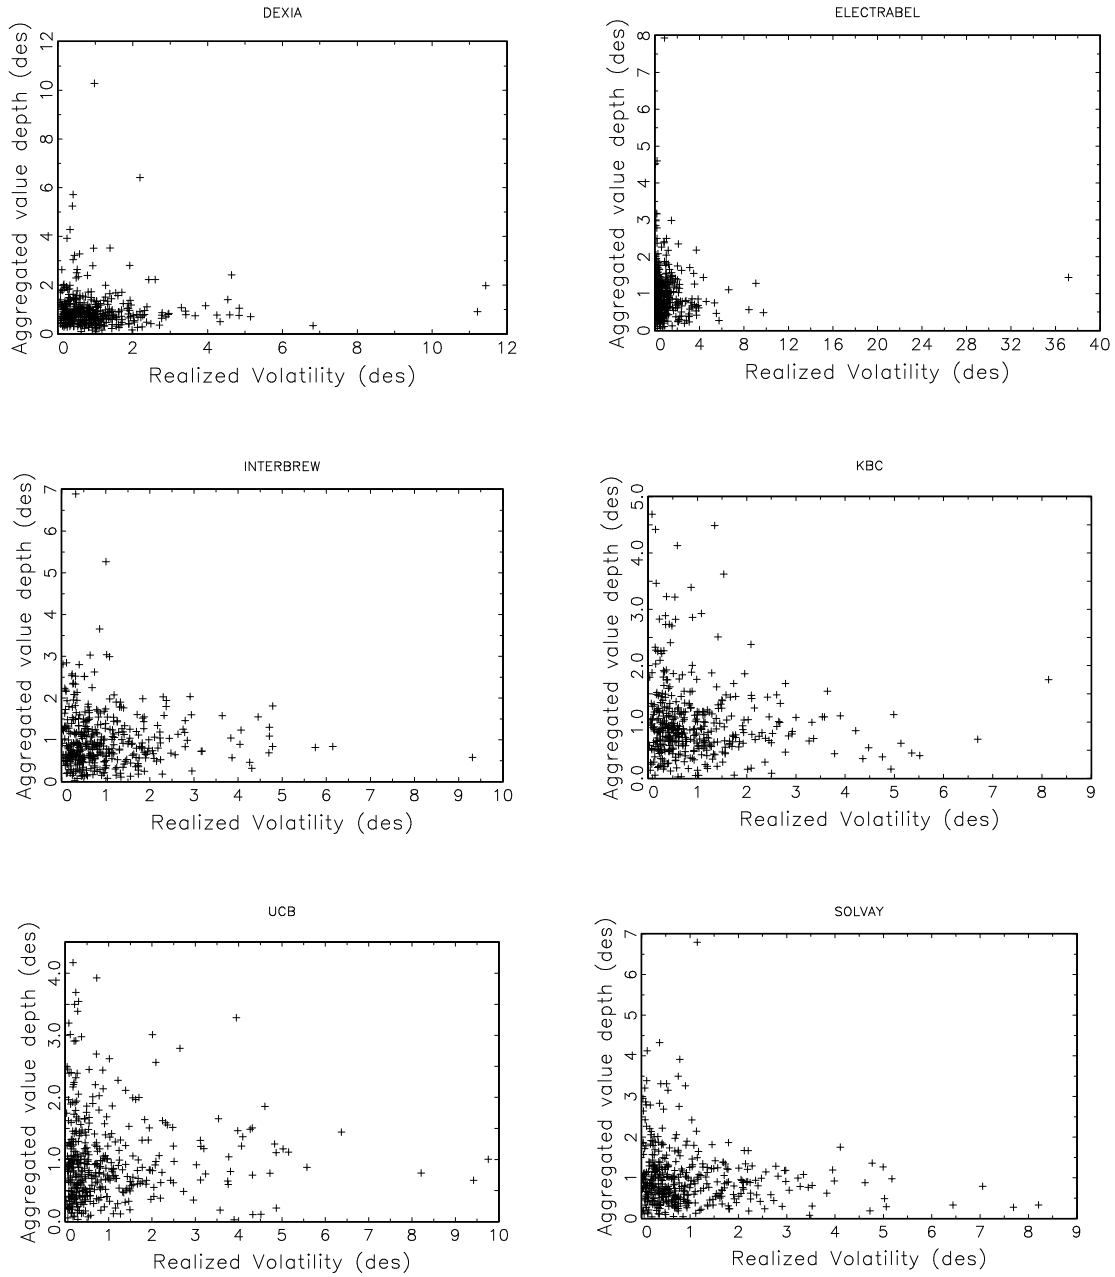 DEXIA
Aggregated value depth (des)
12
10
8
6
4
2
0
0 2 4 6 8 10 12
Realized Volatility (des)
ELECTRABEL
Aggregated value depth (des)
8
7
6
5
4
3
2
1
0
0 4 8 12 16 20 24 28 32 36 40
Realized Volatility (des)
INTERBREW
Aggregated value depth (des)
7
6
5
4
3
2
1
0
0 1 2 3 4 5 6 7 8 9 10
Realized Volatility (des)
KBC
Aggregated value depth (des)
5.0
4.0
3.0
2.0
1.0
0.0
0 1 2 3 4 5 6 7 8 9
Realized Volatility (des)
UCB
Aggregated value depth (des)
4.0
3.0
2.0
1.0
0.0
0 1 2 3 4 5 6 7 8 9 10
Realized Volatility (des)
SOLVAY
Aggregated value depth (des)
7
6
5
4
3
2
1
0
0 1 2 3 4 5 6 7 8 9
Realized Volatility (des)